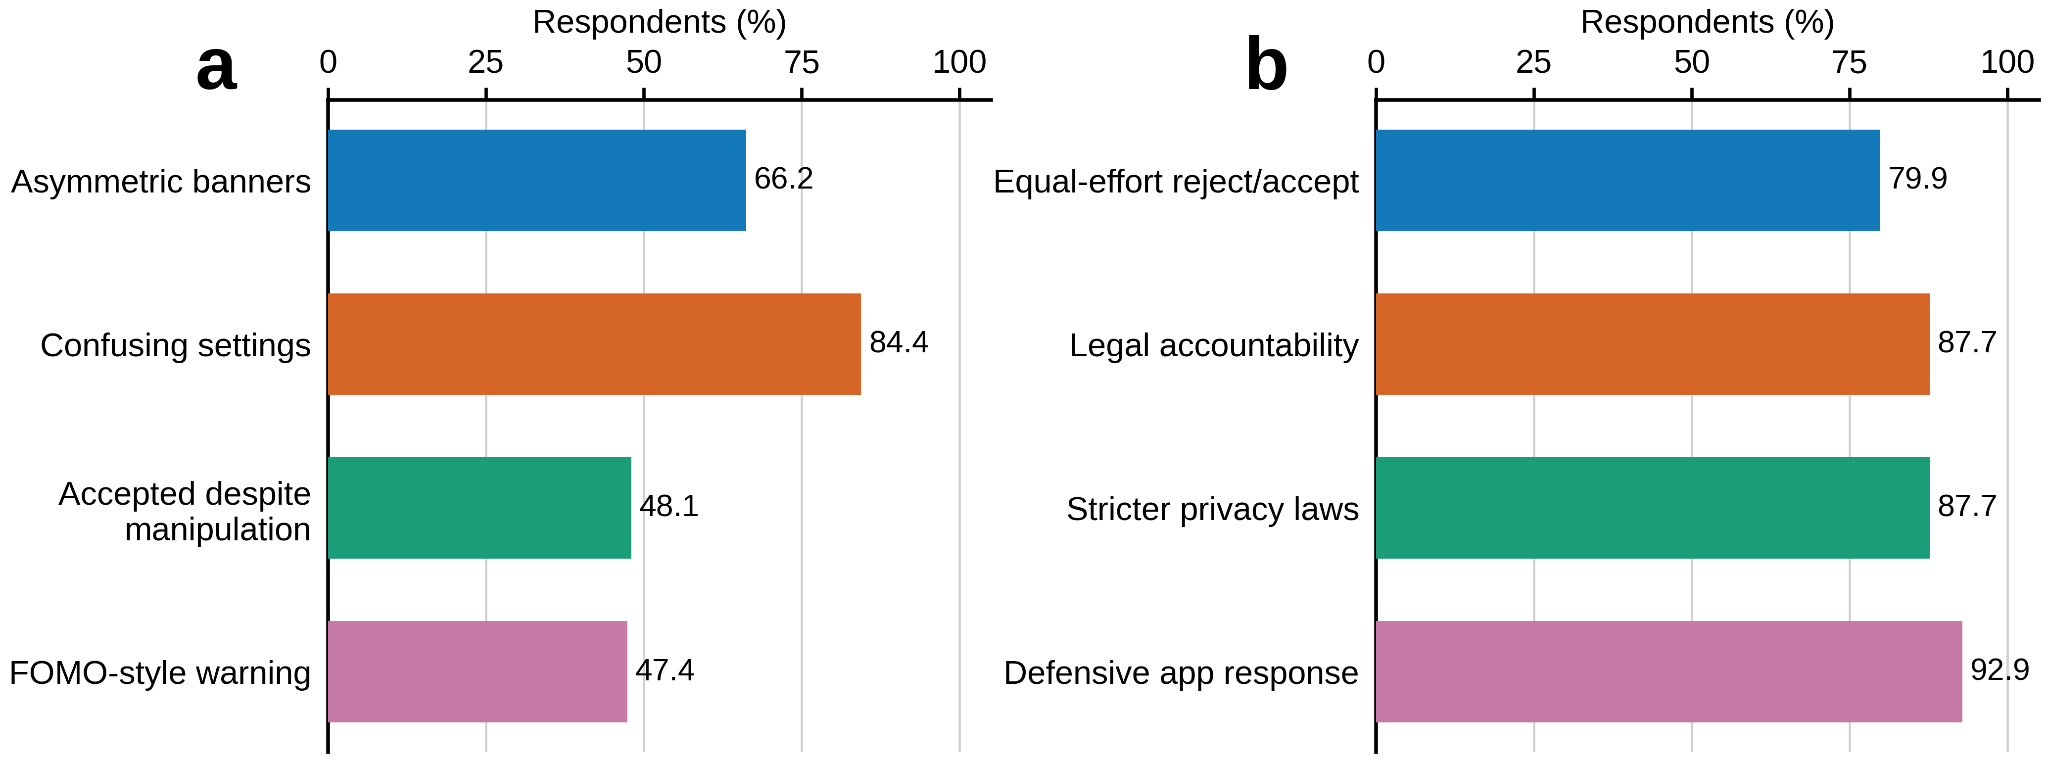 a
Respondents (%)
0 25 50 75 100
Asymmetric banners 66.2
Confusing settings 84.4
Accepted despite
manipulation 48.1
FOMO-style warning 47.4
b
Respondents (%)
0 25 50 75 100
Equal-effort reject/accept 79.9
Legal accountability 87.7
Stricter privacy laws 87.7
Defensive app response 92.9